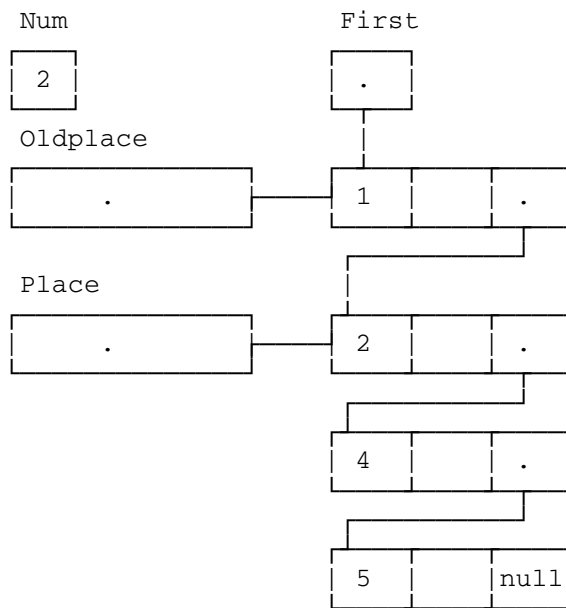 Num First
2 .
Oldplace
. 1 .
Place
. 2 .
4 .
5 null